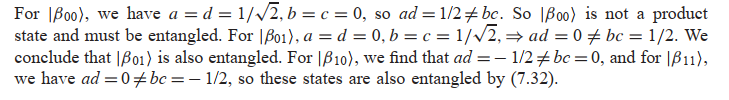 For |β₀₀⟩, we have a = d = 1/√2, b = c = 0, so ad = 1/2 ≠ bc. So |β₀₀⟩ is not a product
state and must be entangled. For |β₀₁⟩, a = d = 0, b = c = 1/√2, ⇒ ad = 0 ≠ bc = 1/2. We
conclude that |β₀₁⟩ is also entangled. For |β₁₀⟩, we find that ad = − 1/2 ≠ bc = 0, and for |β₁₁⟩,
we have ad = 0 ≠ bc = − 1/2, so these states are also entangled by (7.32).